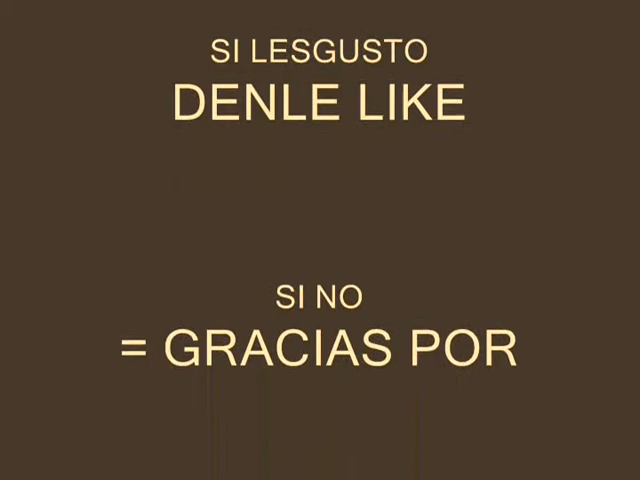 SI LESGUSTO
DENLE LIKE
SI NO
= GRACIAS POR